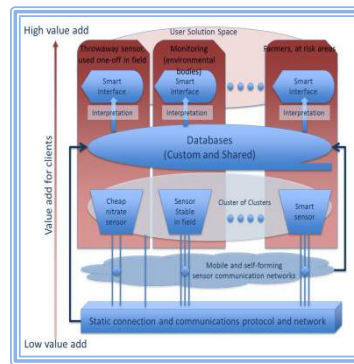 High value add
User Solution Space
Throwaway sensor,
used one-off in field
Monitoring
(environmental
bodies)
Farmers, at risk areas
Smart
Interface
Smart
Interface
Smart
Interface
Interpretation
Interpretation
Interpretation
Databases
(Custom and Shared)
Value add for clients
Cluster of Clusters
Cheap
nitrate
sensor
Sensor
Stable
in field
Smart
sensor
Mobile and self-forming
sensor communication networks
Static connection and communications protocol and network
Low value add